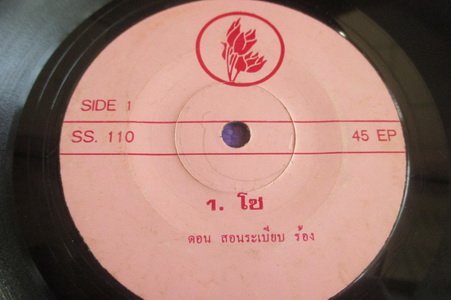 SIDE 1
SS. 110 45 EP
1. โซ
ดอน สอนระเบียบ ร้อง